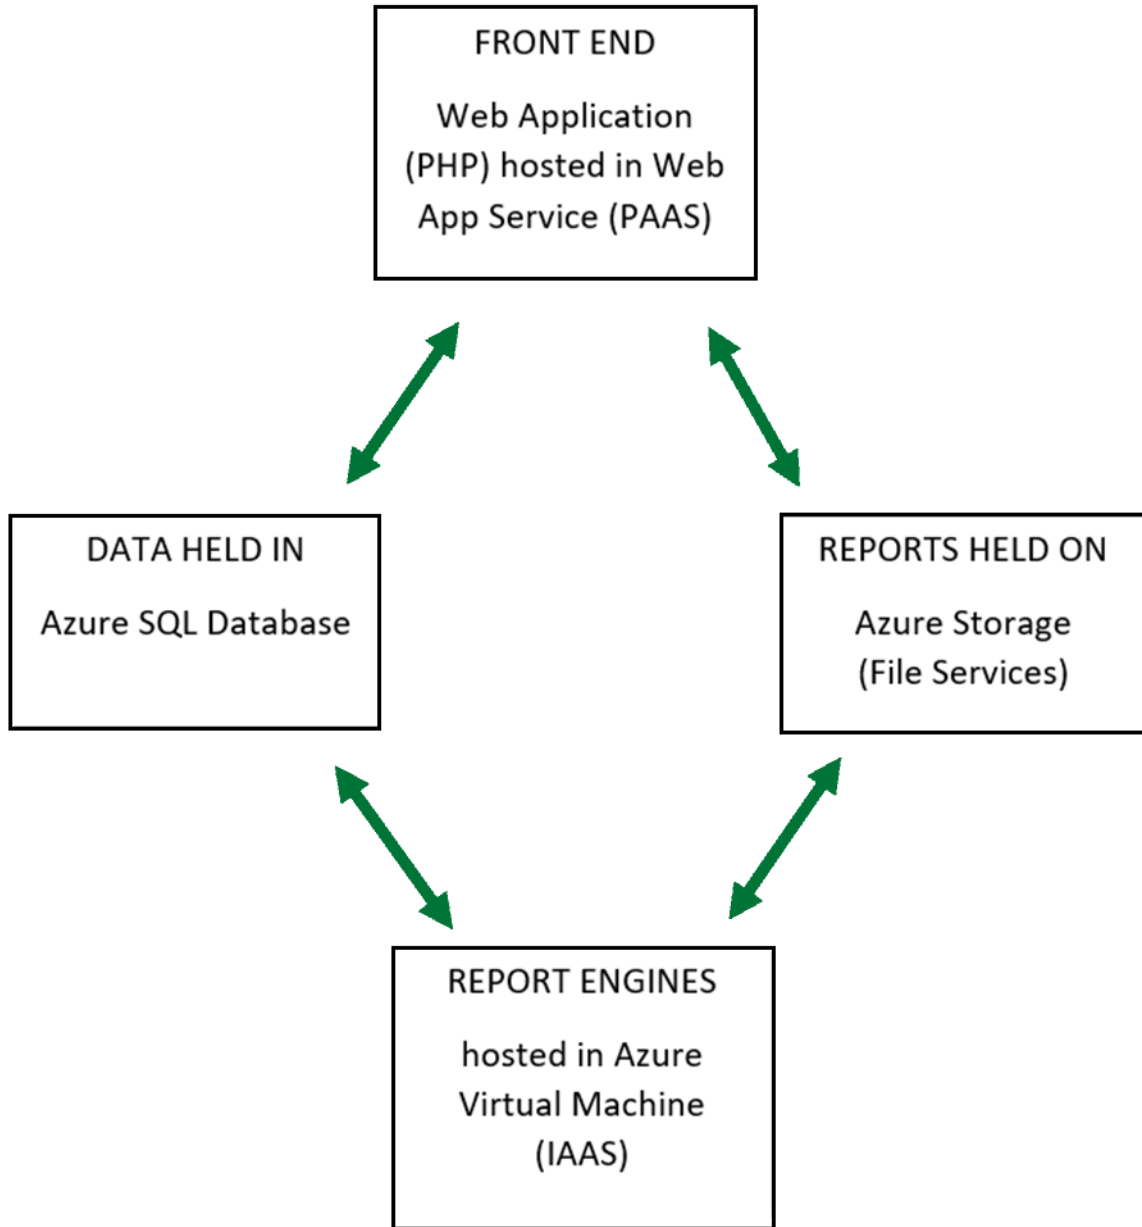 FRONT END
Web Application
(PHP) hosted in Web
App Service (PAAS)
DATA HELD IN
Azure SQL Database
REPORTS HELD ON
Azure Storage
(File Services)
REPORT ENGINES
hosted in Azure
Virtual Machine
(IAAS)